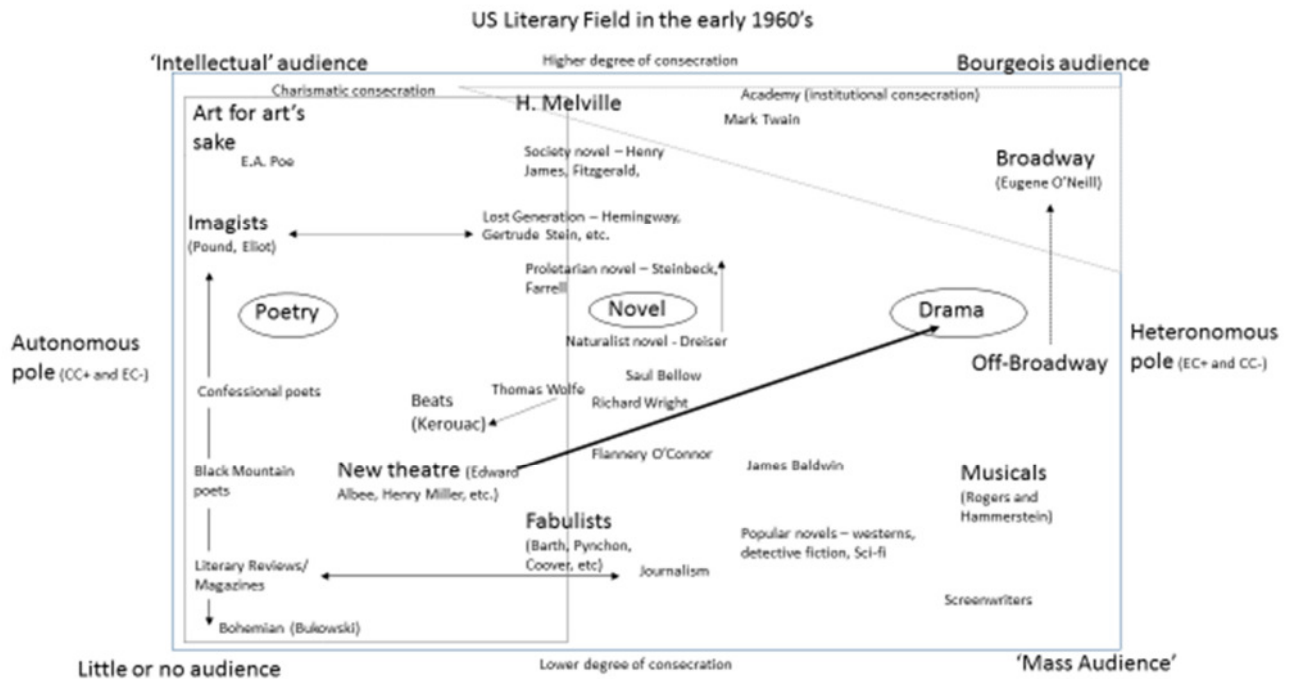 US Literary Field in the early 1960's
'Intellectual' audience
Higher degree of consecration
Bourgeois audience
Charismatic consecration
Academy (institutional consecration)
Art for art's
sake
H. Melville
Mark Twain
E.A. Poe
Society novel – Henry
James, Fitzgerald,
Broadway
(Eugene O'Neill)
Imagists
(Pound, Eliot)
Lost Generation – Hemingway,
Gertrude Stein, etc.
Proletarian novel – Steinbeck,
Farrell
Poetry
Novel
Drama
Autonomous
pole (CC+ and EC-)
Heteronomous
pole (EC+ and CC-)
Naturalist novel - Dreiser
Off-Broadway
Saul Bellow
Confessional poets
Thomas Wolfe
Richard Wright
Beats
(Kerouac)
Flannery O'Connor
James Baldwin
Black Mountain
poets
New theatre (Edward
Albee, Henry Miller, etc.)
Musicals
(Rogers and
Hammerstein)
Fabulists
(Barth, Pynchon,
Coover, etc)
Popular novels – westerns,
detective fiction, Sci-fi
Literary Reviews/
Magazines
Journalism
Screenwriters
Bohemian (Bukowski)
Little or no audience
Lower degree of consecration
'Mass Audience'